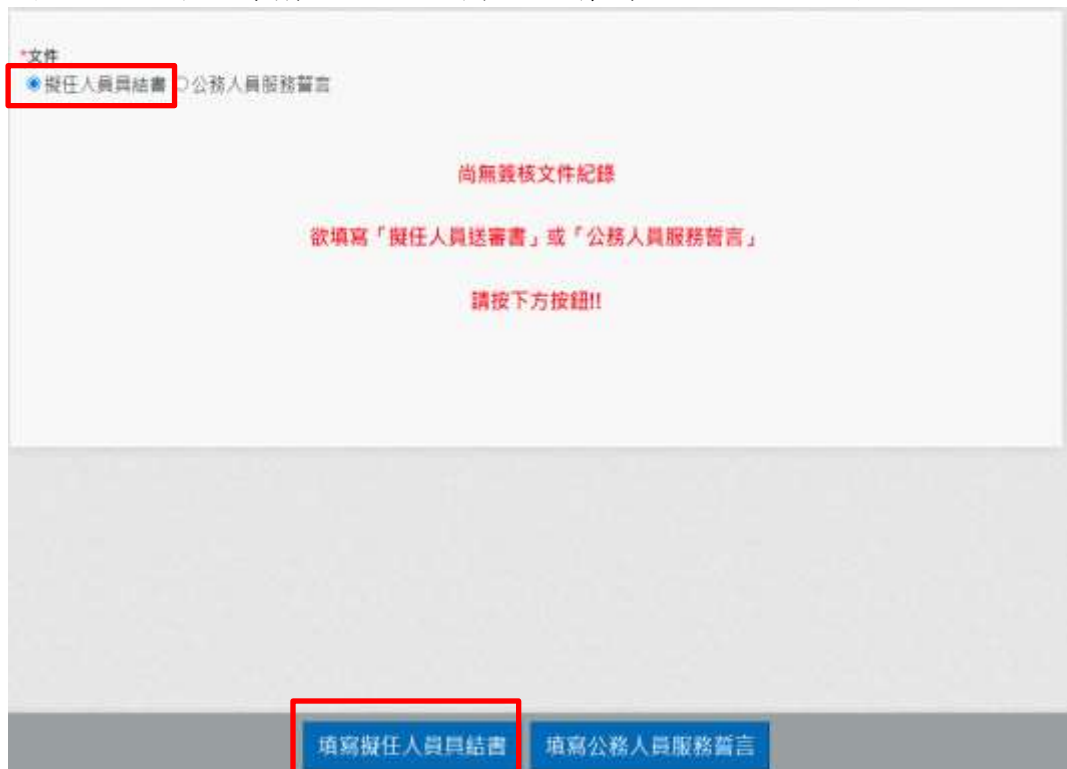 *文件
擬任人員具結書 公務人員服務誓言
尚無簽核文件紀錄
欲填寫「擬任人員送審書」或「公務人員服務誓言」
請按下方按鈕!!
填寫擬任人員具結書 填寫公務人員服務誓言